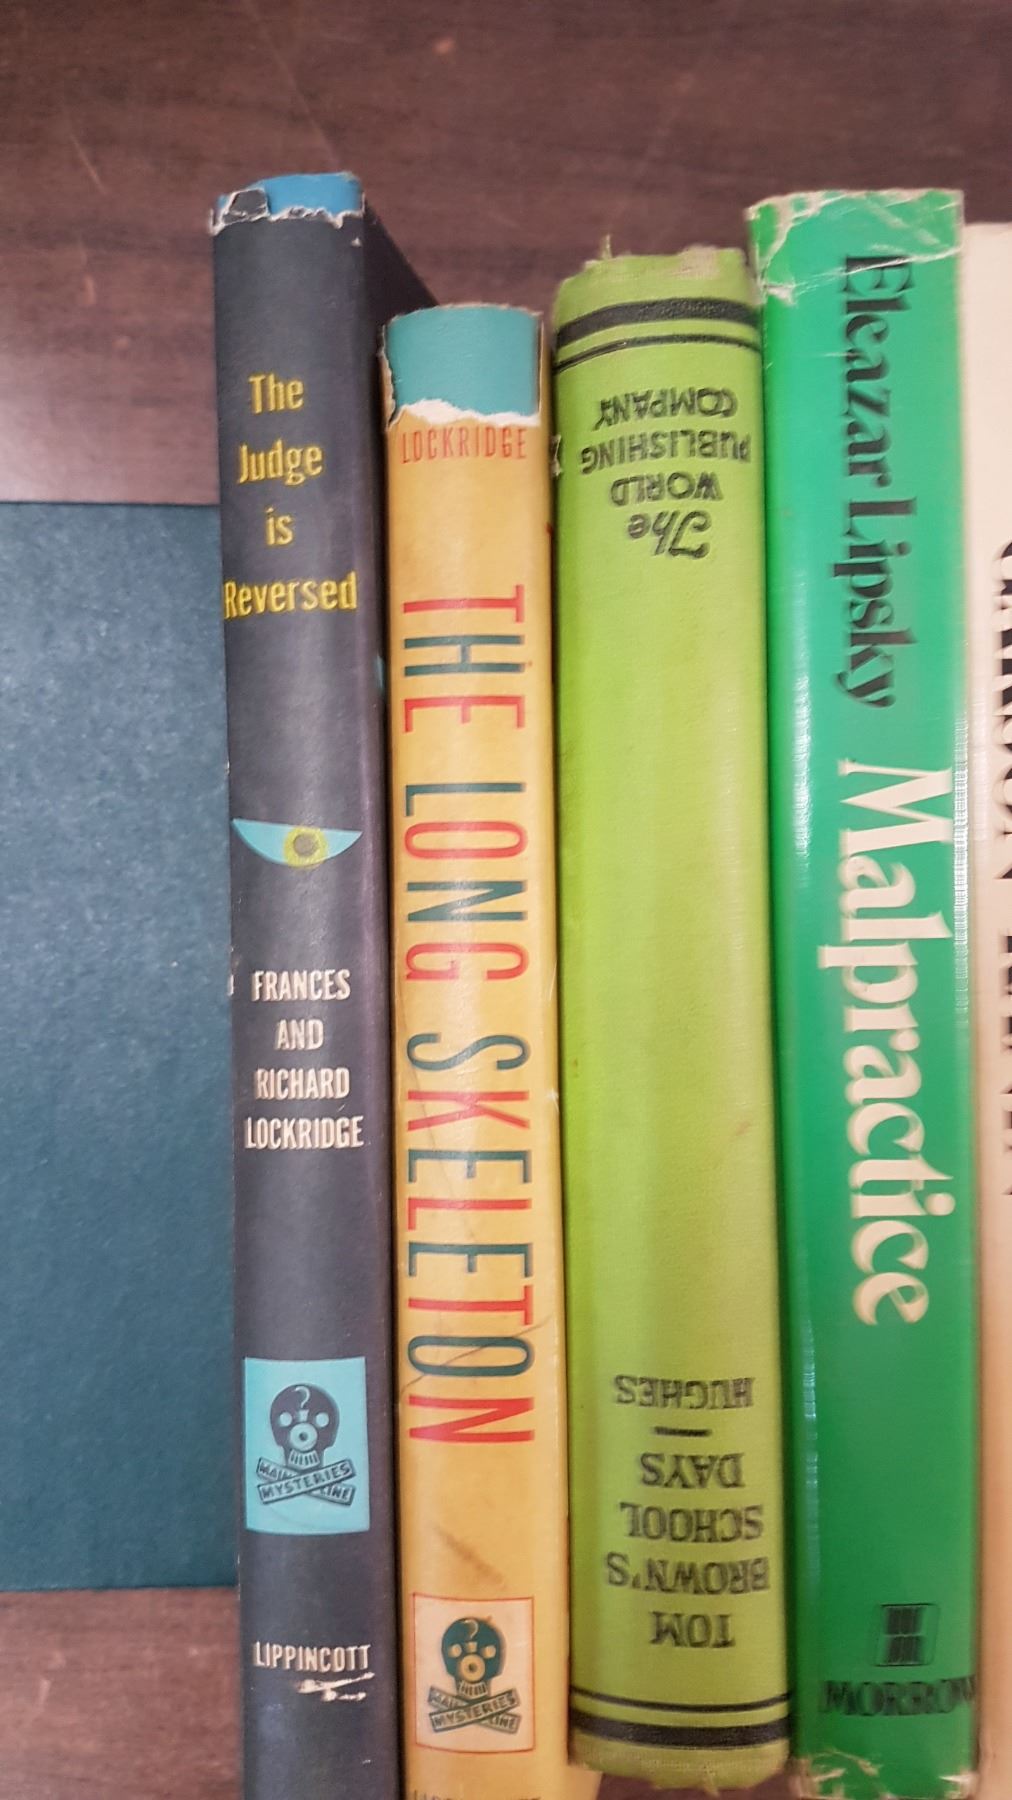 The
Judge
is
Reversed
FRANCES
AND
RICHARD
LOCKRIDGE
?
MAIN LINE
MYSTERIES
LIPPINCOTT
LOCKRIDGE
THE LONG SKELETON
?
MAIN LINE
MYSTERIES
TOM
BROWN'S
SCHOOL
DAYS
—
HUGHES
The
WORLD
PUBLISHING
COMPANY
Eleazar Lipsky Malpractice
MORROW